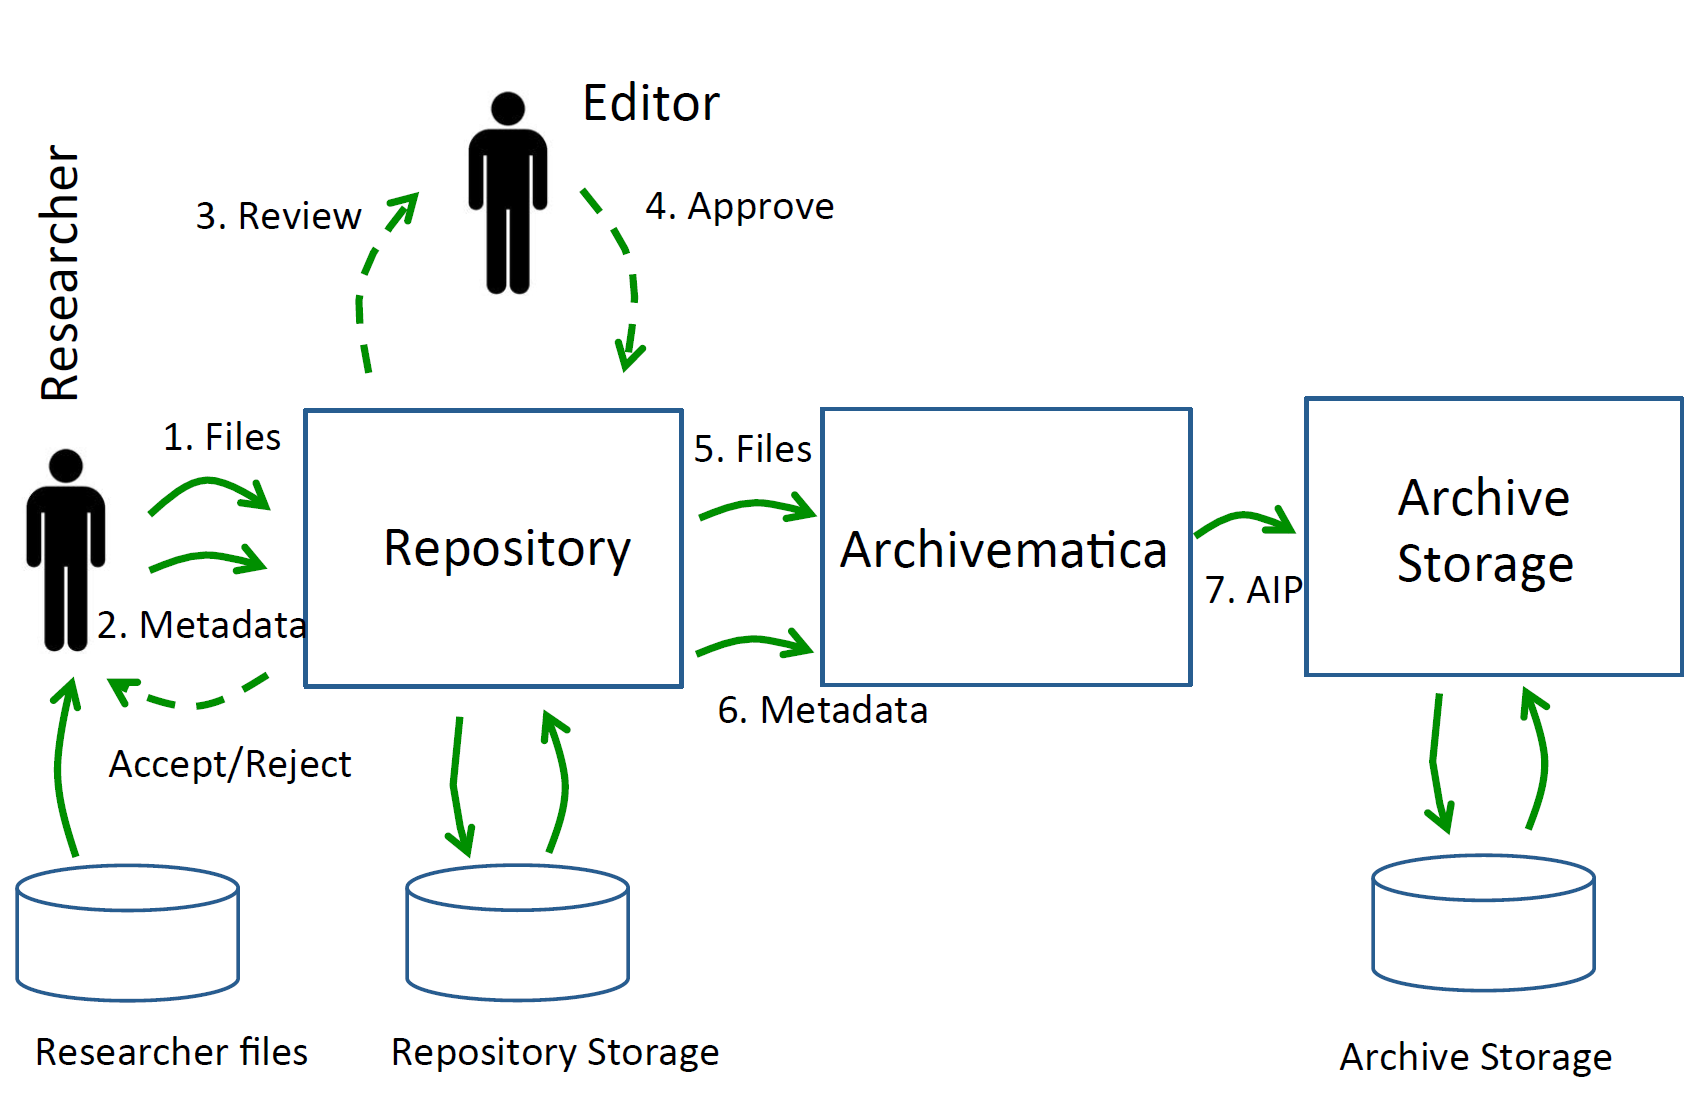 Editor
Researcher
3. Review
4. Approve
1. Files
2. Metadata
Accept/Reject
Repository
5. Files
6. Metadata
Archivematica
7. AIP
Archive
Storage
Researcher files
Repository Storage
Archive Storage